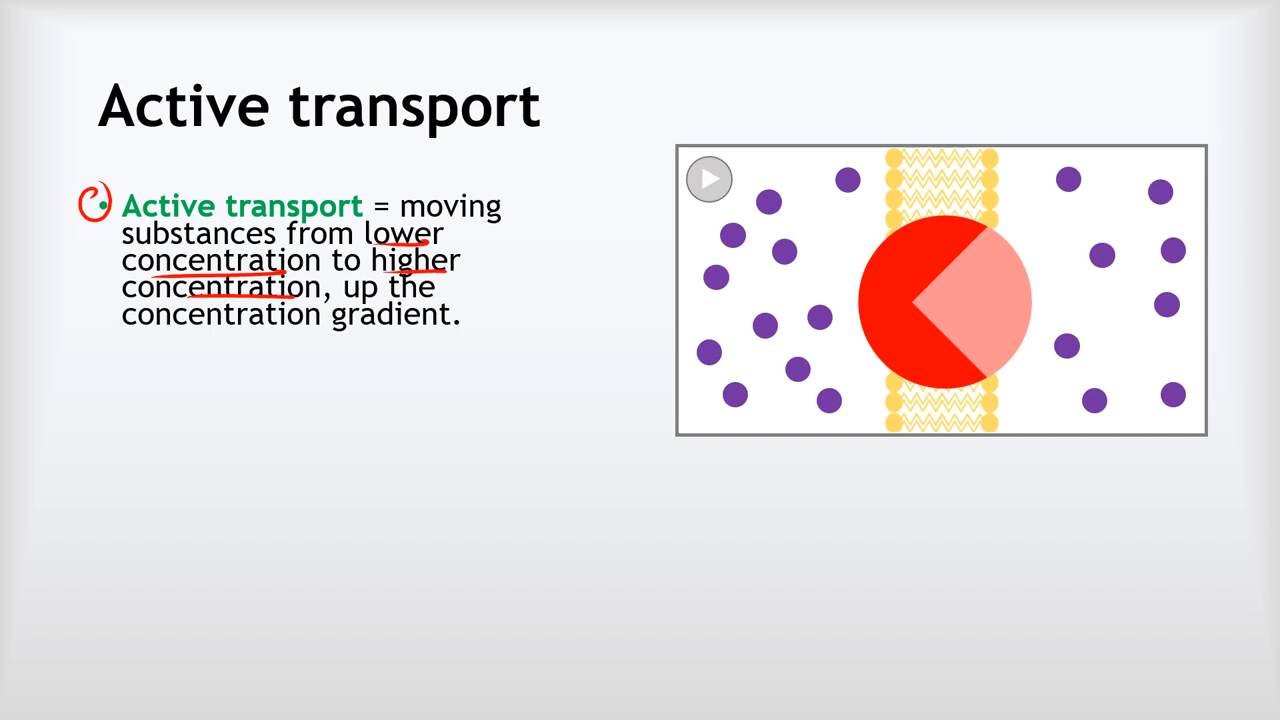 Active transport
Active transport = moving
substances from lower
concentration to higher
concentration, up the
concentration gradient.